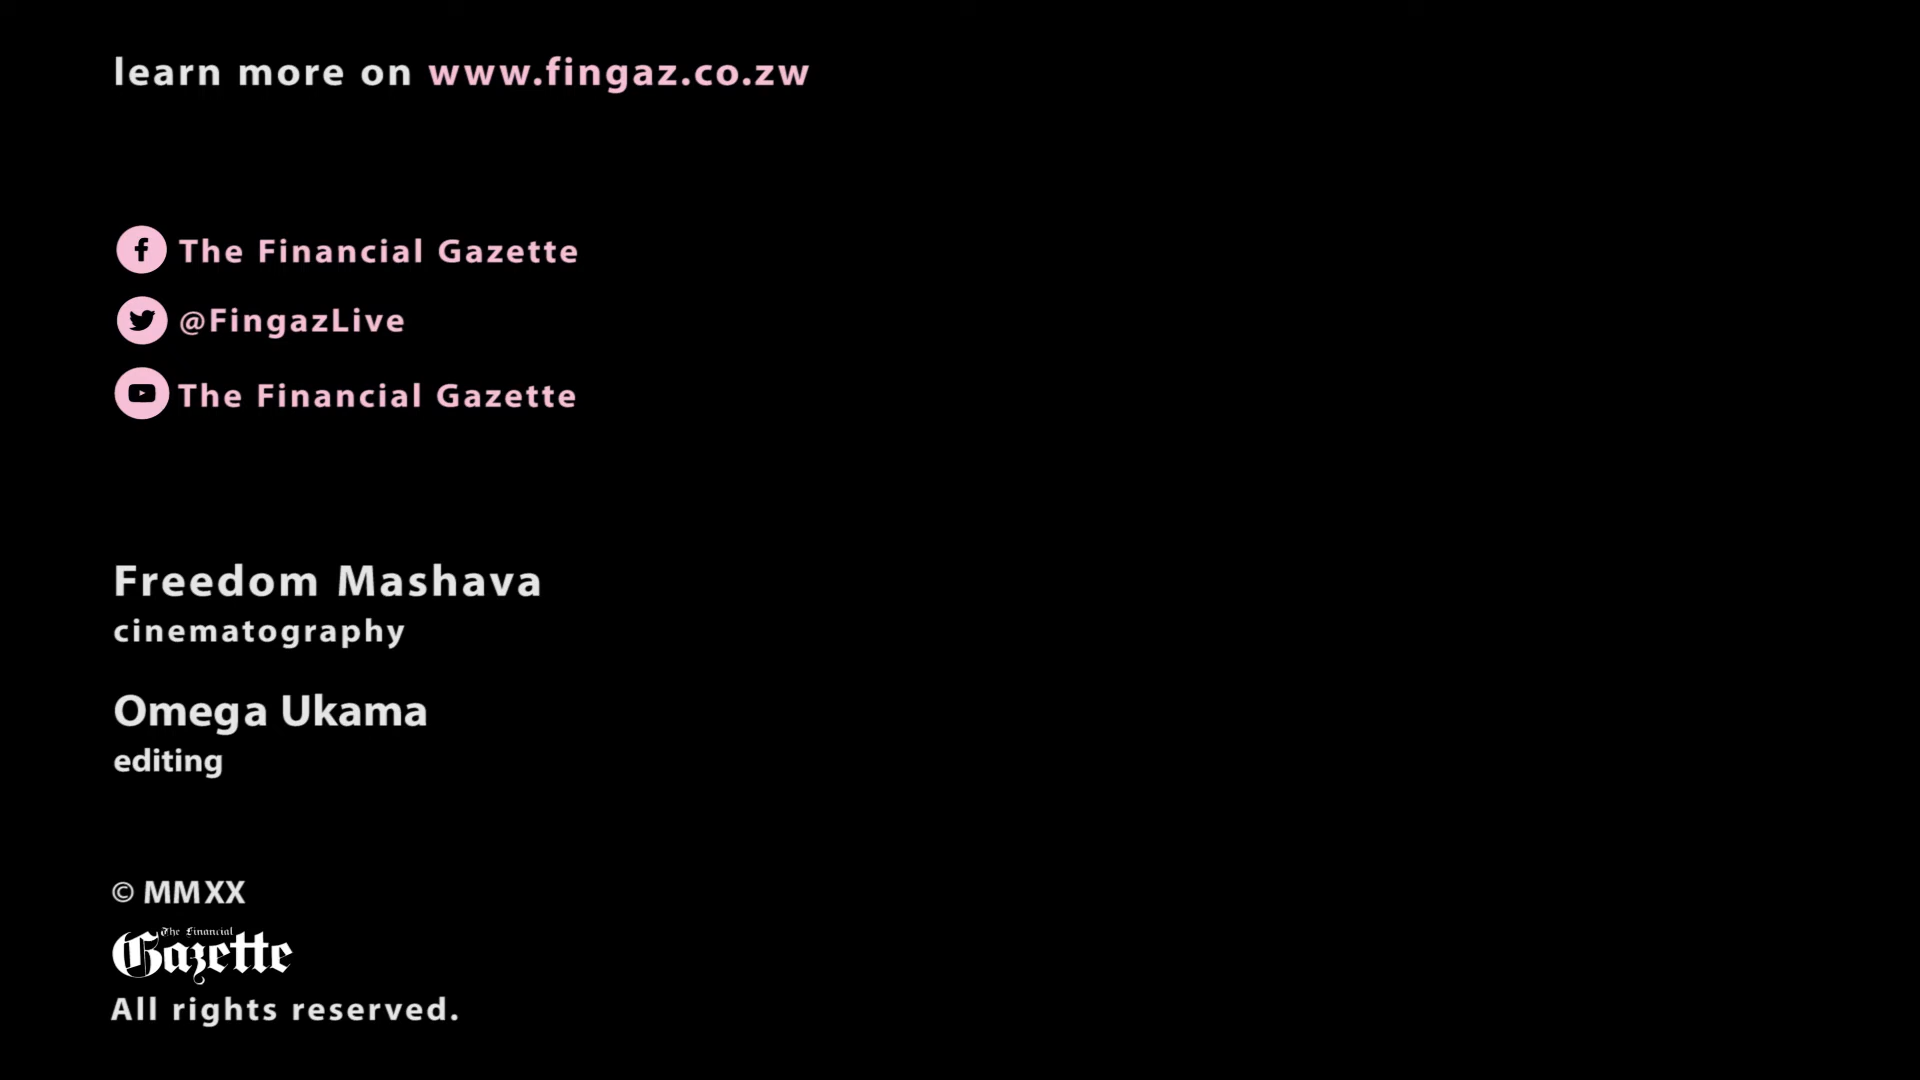 learn more on www.fingaz.co.zw
The Financial Gazette
@FingazLive
The Financial Gazette
Freedom Mashava
cinematography
Omega Ukama
editing
© MMXX
The Financial
Gazette
All rights reserved.